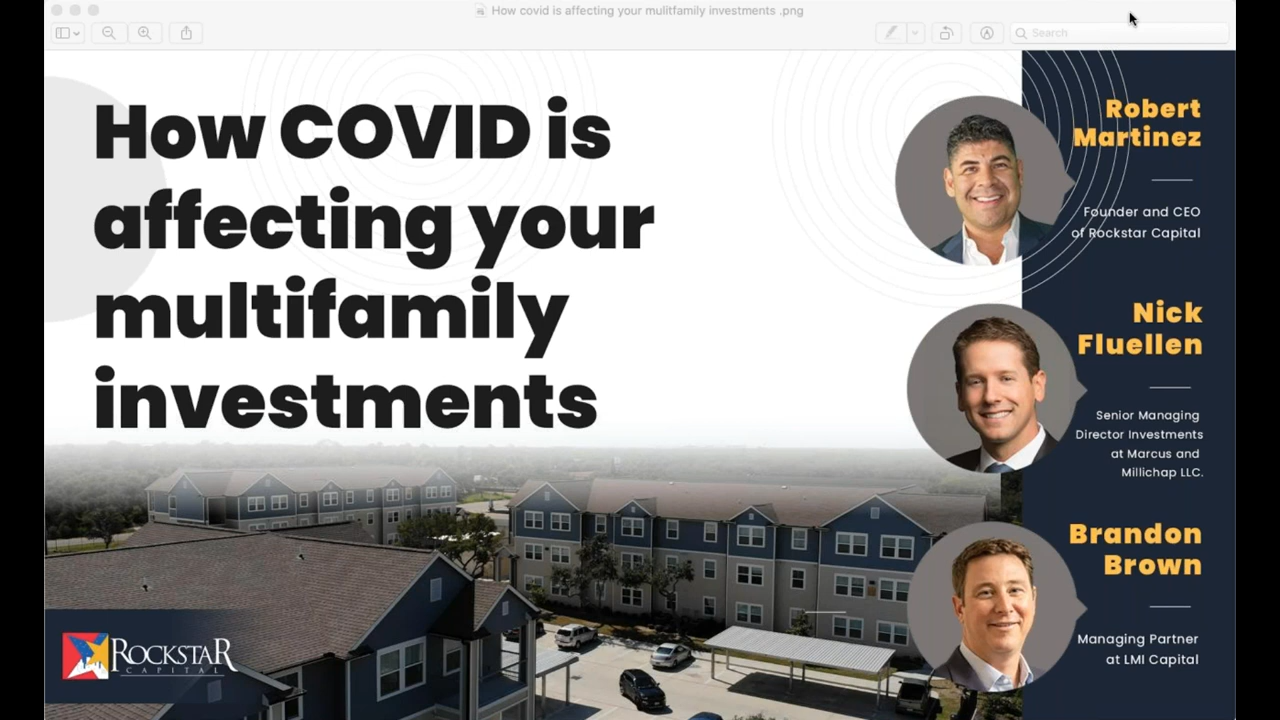 How covid is affecting your mulitfamily investments .png
Search
How COVID is
affecting your
multifamily
investments
Robert
Martinez
Founder and CEO
of Rockstar Capital
Nick
Fluellen
Senior Managing
Director Investments
at Marcus and
Millichap LLC.
Brandon
Brown
Managing Partner
at LMI Capital
ROCKSTAR
CAPITAL